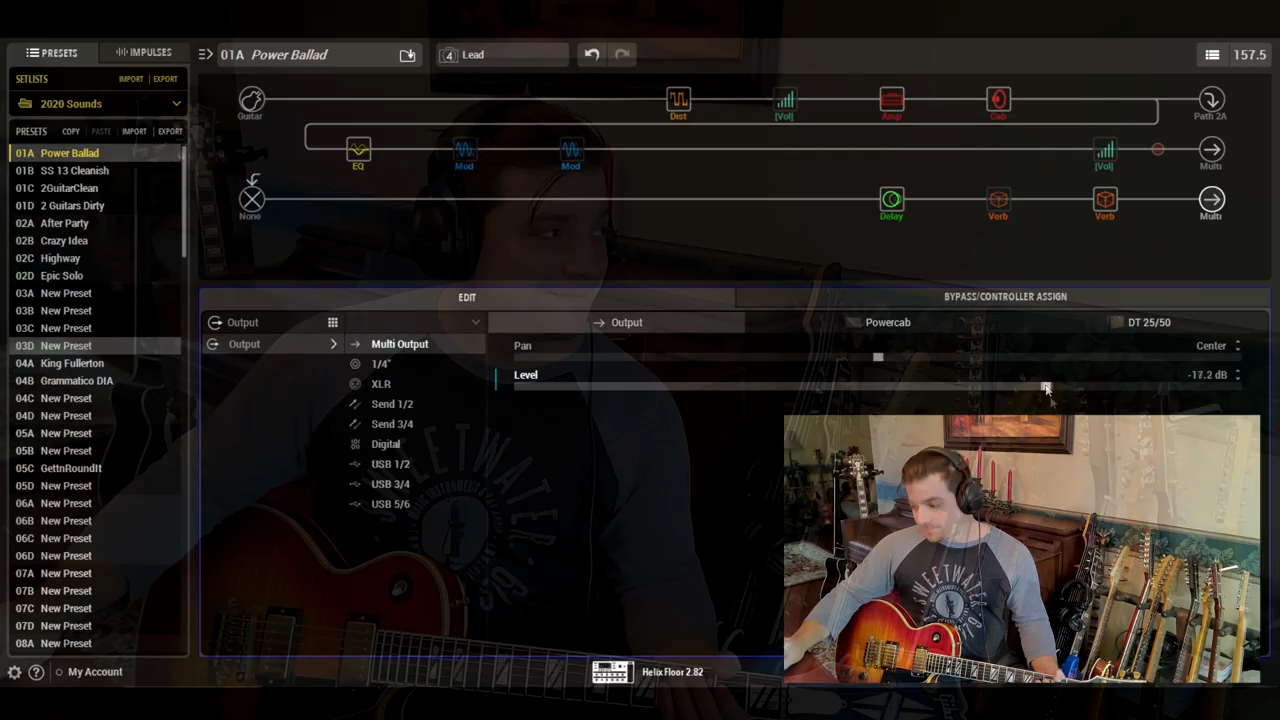 PRESETS IMPULSES
SETLISTS IMPORT EXPORT
2020 Sounds
PRESETS COPY PASTE IMPORT EXPORT
01A Power Ballad
01B SS 13 Cleanish
01C 2GuitarClean
01D 2 Guitars Dirty
02A After Party
02B Crazy Idea
02C Highway
02D Epic Solo
03A New Preset
03B New Preset
03C New Preset
03D New Preset
04A King Fullerton
04B Grammatico DIA
04C New Preset
04D New Preset
05A New Preset
05B New Preset
05C GettnRoundIt
05D New Preset
06A New Preset
06B New Preset
06C New Preset
06D New Preset
07A New Preset
07B New Preset
07C New Preset
07D New Preset
08A New Preset
My Account
01A Power Ballad
4 Lead
157.5
Guitar Dist [Vol] Amp Cab Path 2A
EQ Mod Mod [Vol] Multi
None Delay Verb Verb Multi
EDIT BYPASS/CONTROLLER ASSIGN
Output Output Powercab DT 25/50
Output
Multi Output
1/4"
XLR
Send 1/2
Send 3/4
Digital
USB 1/2
USB 3/4
USB 5/6
Pan Center
Level -17.2 dB
SWEETWATER
SWEETWATER
Helix Floor 2.82